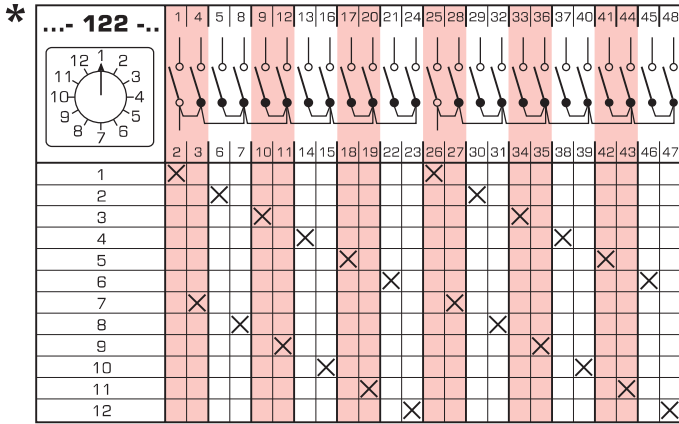 * ...- 122 -.. 1 4 5 8 9 12 13 16 17 20 21 24 25 28 29 32 33 36 37 40 41 44 45 48
12 1 2
11 3
10 4
9 5
8 7 6
2 3 6 7 10 11 14 15 18 19 22 23 26 27 30 31 34 35 38 39 42 43 46 47
1 X X
2 X X
3 X X
4 X X
5 X X
6 X X
7 X X
8 X X
9 X X
10 X X
11 X X
12 X X